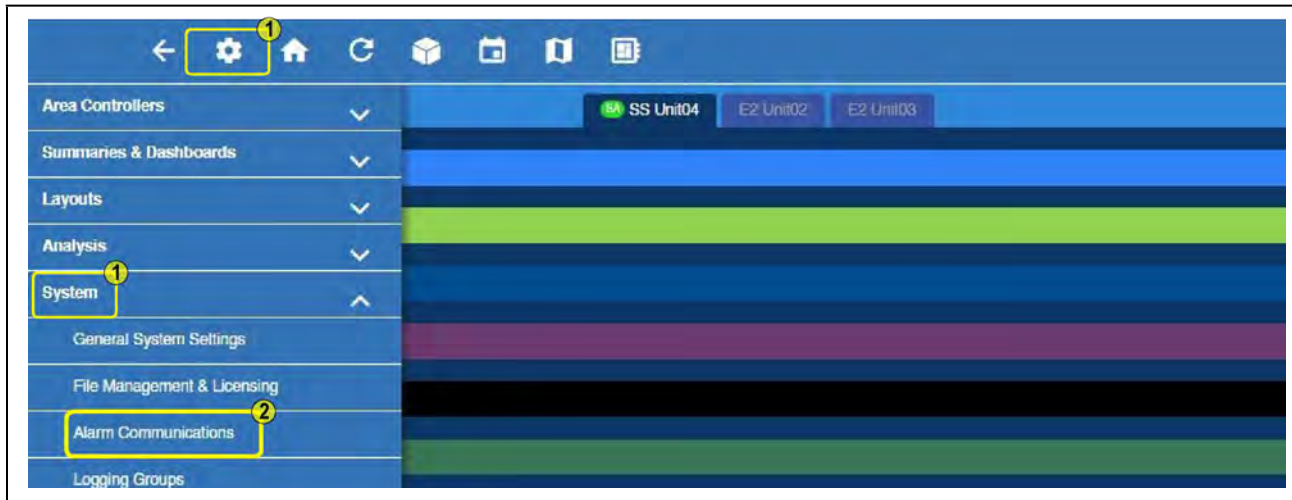 1
SA SS Unit04 E2 Unit02 E2 Unit03
Area Controllers
Summaries & Dashboards
Layouts
Analysis
1
System
General System Settings
File Management & Licensing
2
Alarm Communications
Logging Groups